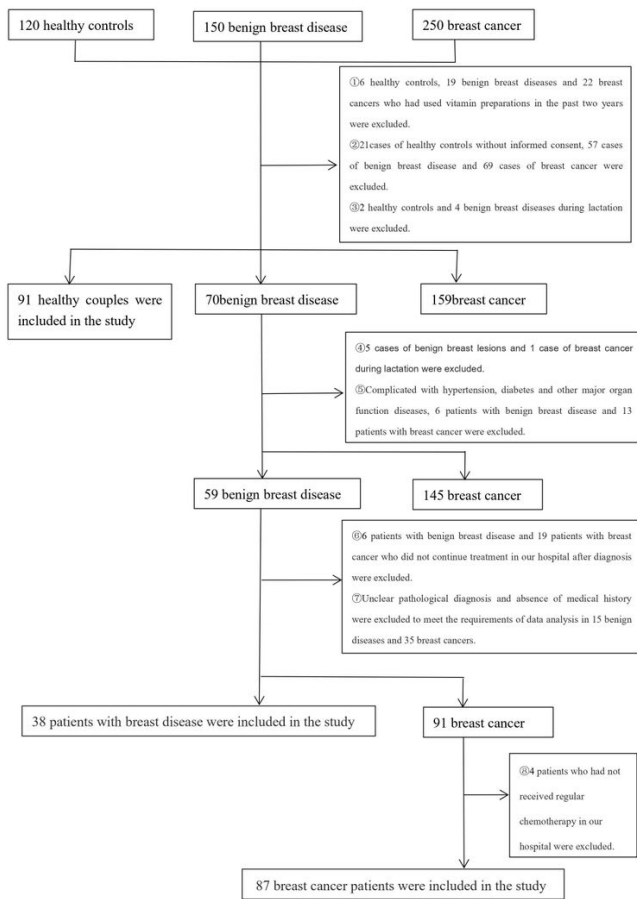 120 healthy controls
150 benign breast disease
250 breast cancer
①6 healthy controls, 19 benign breast diseases and 22 breast
cancers who had used vitamin preparations in the past two years
were excluded.
②21cases of healthy controls without informed consent, 57 cases
of benign breast disease and 69 cases of breast cancer were
excluded.
③2 healthy controls and 4 benign breast diseases during lactation
were excluded.
91 healthy couples were
included in the study
70benign breast disease
159breast cancer
④5 cases of benign breast lesions and 1 case of breast cancer
during lactation were excluded.
⑤Complicated with hypertension, diabetes and other major organ
function diseases, 6 patients with benign breast disease and 13
patients with breast cancer were excluded.
59 benign breast disease
145 breast cancer
⑥6 patients with benign breast disease and 19 patients with breast
cancer who did not continue treatment in our hospital after diagnosis
were excluded.
⑦Unclear pathological diagnosis and absence of medical history
were excluded to meet the requirements of data analysis in 15 benign
diseases and 35 breast cancers.
38 patients with breast disease were included in the study
91 breast cancer
⑧4 patients who had not
received regular
chemotherapy in our
hospital were excluded.
87 breast cancer patients were included in the study